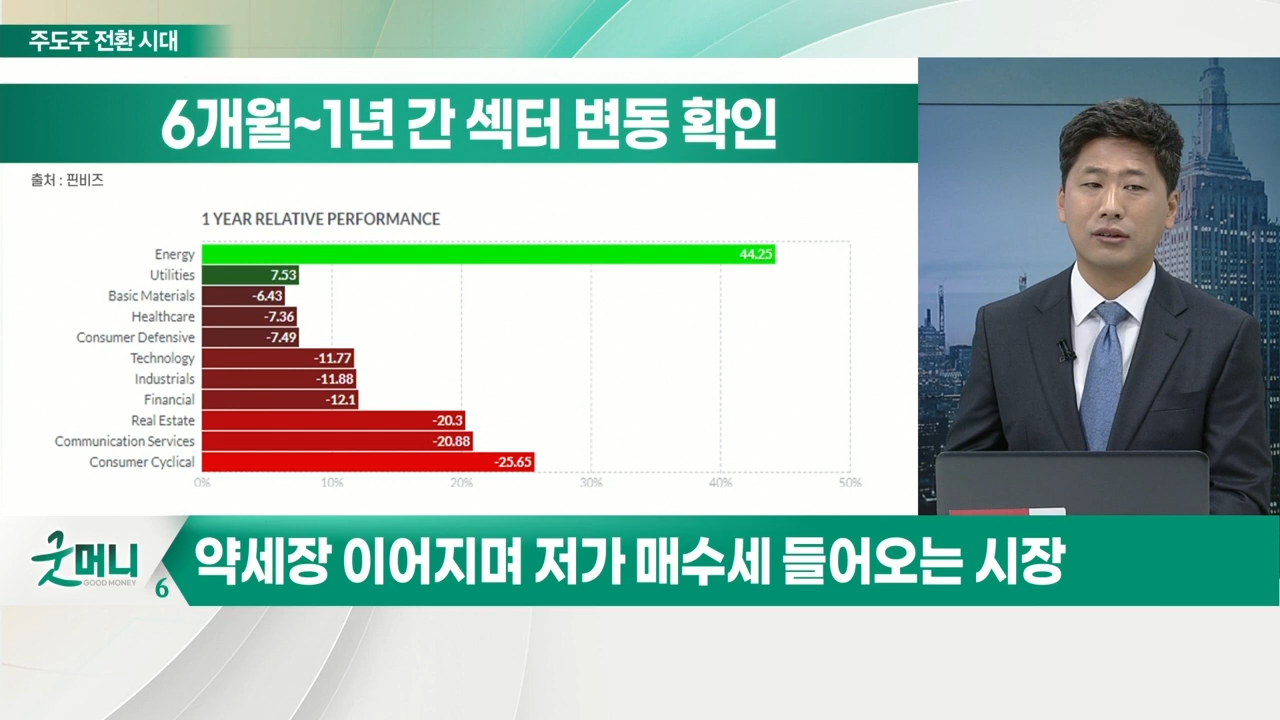 주도주 전환 시대
6개월~1년 간 섹터 변동 확인
출처 : 핀비즈
1 YEAR RELATIVE PERFORMANCE
Energy 44.25
Utilities 7.53
Basic Materials -6.43
Healthcare -7.36
Consumer Defensive -7.49
Technology -11.77
Industrials -11.88
Financial -12.1
Real Estate -20.3
Communication Services -20.88
Consumer Cyclical -25.65
0% 10% 20% 30% 40% 50%
굿머니
GOOD MONEY
6
약세장 이어지며 저가 매수세 들어오는 시장